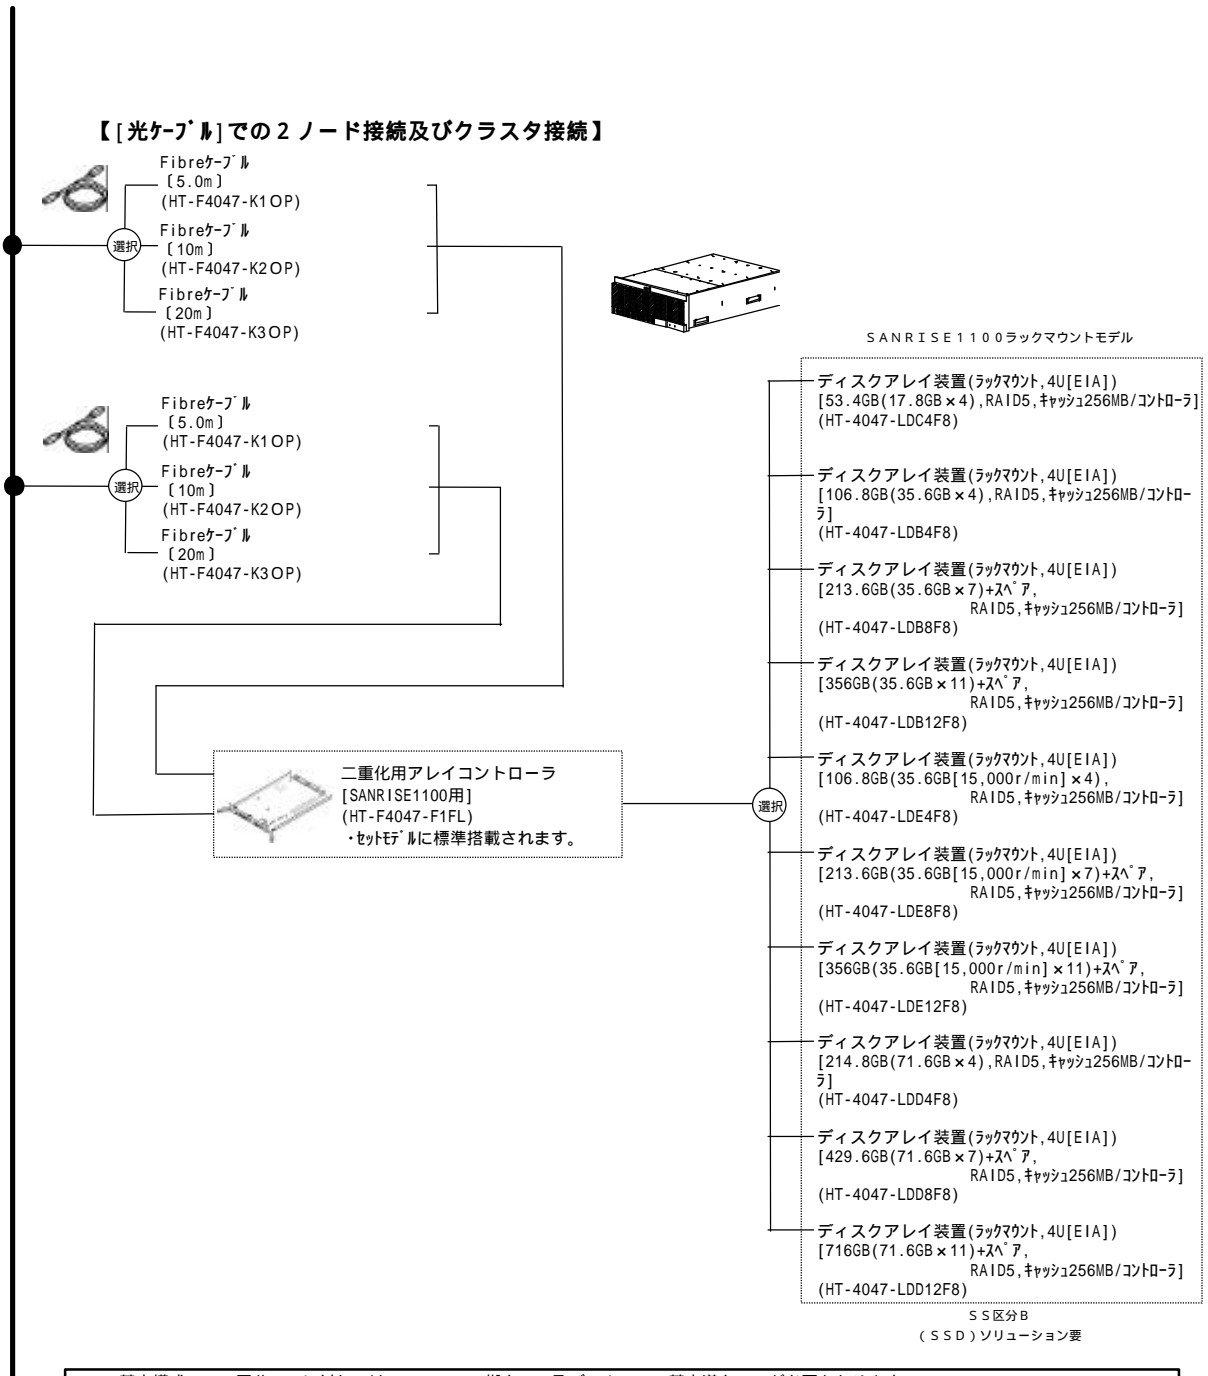 【[光ｹｰﾌﾞﾙ]での２ノード接続及びクラスタ接続】
Fibreｹｰﾌﾞﾙ
〔5.0m〕
(HT-F4047-K1OP)
Fibreｹｰﾌﾞﾙ
〔10m〕
(HT-F4047-K2OP)
Fibreｹｰﾌﾞﾙ
〔20m〕
(HT-F4047-K3OP)
選択
Fibreｹｰﾌﾞﾙ
〔5.0m〕
(HT-F4047-K1OP)
Fibreｹｰﾌﾞﾙ
〔10m〕
(HT-F4047-K2OP)
Fibreｹｰﾌﾞﾙ
〔20m〕
(HT-F4047-K3OP)
選択
二重化用アレイコントローラ
[SANRISE1100用]
(HT-F4047-F1FL)
・ｾｯﾄﾓﾃﾞﾙに標準搭載されます。
選択
ＳＡＮＲＩＳＥ１１００ラックマウントモデル
ディスクアレイ装置(ﾗｯｸﾏｳﾝﾄ,4U[EIA])
[53.4GB(17.8GB×4),RAID5,ｷｬｯｼｭ256MB/ｺﾝﾄﾛｰﾗ]
(HT-4047-LDC4F8)
ディスクアレイ装置(ﾗｯｸﾏｳﾝﾄ,4U[EIA])
[106.8GB(35.6GB×4),RAID5,ｷｬｯｼｭ256MB/ｺﾝﾄﾛｰ
ﾗ]
(HT-4047-LDB4F8)
ディスクアレイ装置(ﾗｯｸﾏｳﾝﾄ,4U[EIA])
[213.6GB(35.6GB×7)+ｽﾍﾟｱ,
RAID5,ｷｬｯｼｭ256MB/ｺﾝﾄﾛｰﾗ]
(HT-4047-LDB8F8)
ディスクアレイ装置(ﾗｯｸﾏｳﾝﾄ,4U[EIA])
[356GB(35.6GB×11)+ｽﾍﾟｱ,
RAID5,ｷｬｯｼｭ256MB/ｺﾝﾄﾛｰﾗ]
(HT-4047-LDB12F8)
ディスクアレイ装置(ﾗｯｸﾏｳﾝﾄ,4U[EIA])
[106.8GB(35.6GB[15,000r/min]×4),
RAID5,ｷｬｯｼｭ256MB/ｺﾝﾄﾛｰﾗ]
(HT-4047-LDE4F8)
ディスクアレイ装置(ﾗｯｸﾏｳﾝﾄ,4U[EIA])
[213.6GB(35.6GB[15,000r/min]×7)+ｽﾍﾟｱ,
RAID5,ｷｬｯｼｭ256MB/ｺﾝﾄﾛｰﾗ]
(HT-4047-LDE8F8)
ディスクアレイ装置(ﾗｯｸﾏｳﾝﾄ,4U[EIA])
[356GB(35.6GB[15,000r/min]×11)+ｽﾍﾟｱ,
RAID5,ｷｬｯｼｭ256MB/ｺﾝﾄﾛｰﾗ]
(HT-4047-LDE12F8)
ディスクアレイ装置(ﾗｯｸﾏｳﾝﾄ,4U[EIA])
[214.8GB(71.6GB×4),RAID5,ｷｬｯｼｭ256MB/ｺﾝﾄﾛｰ
ﾗ]
(HT-4047-LDD4F8)
ディスクアレイ装置(ﾗｯｸﾏｳﾝﾄ,4U[EIA])
[429.6GB(71.6GB×7)+ｽﾍﾟｱ,
RAID5,ｷｬｯｼｭ256MB/ｺﾝﾄﾛｰﾗ]
(HT-4047-LDD8F8)
ディスクアレイ装置(ﾗｯｸﾏｳﾝﾄ,4U[EIA])
[716GB(71.6GB×11)+ｽﾍﾟｱ,
RAID5,ｷｬｯｼｭ256MB/ｺﾝﾄﾛｰﾗ]
(HT-4047-LDD12F8)
ＳＳ区分Ｂ
（ＳＳＤ）ソリューション要